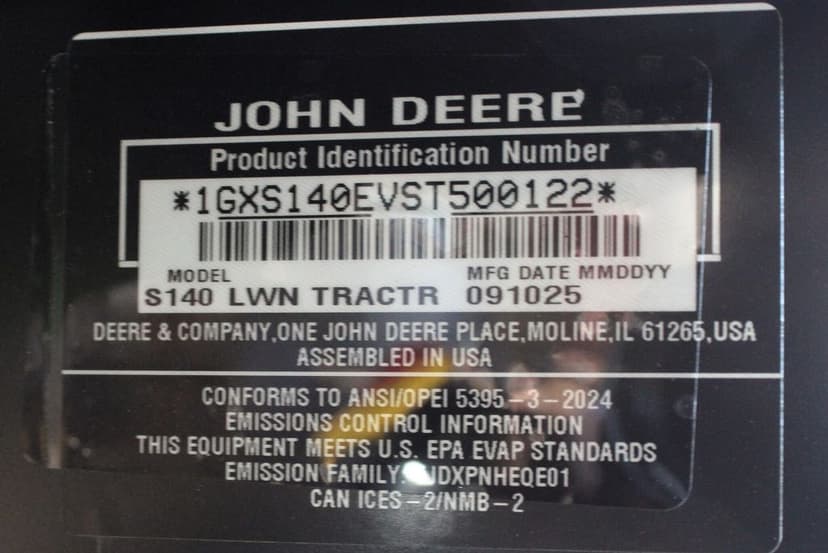 JOHN DEERE
Product Identification Number
*1GXS140EVST500122*
MODEL MFG DATE MMDDYY
S140 LWN TRACTR 091025
DEERE & COMPANY,ONE JOHN DEERE PLACE,MOLINE,IL 61265,USA
ASSEMBLED IN USA
CONFORMS TO ANSI/OPEI 5395-3-2024
EMISSIONS CONTROL INFORMATION
THIS EQUIPMENT MEETS U.S. EPA EVAP STANDARDS
EMISSION FAMILY:
CAN ICES-2/NMB-2